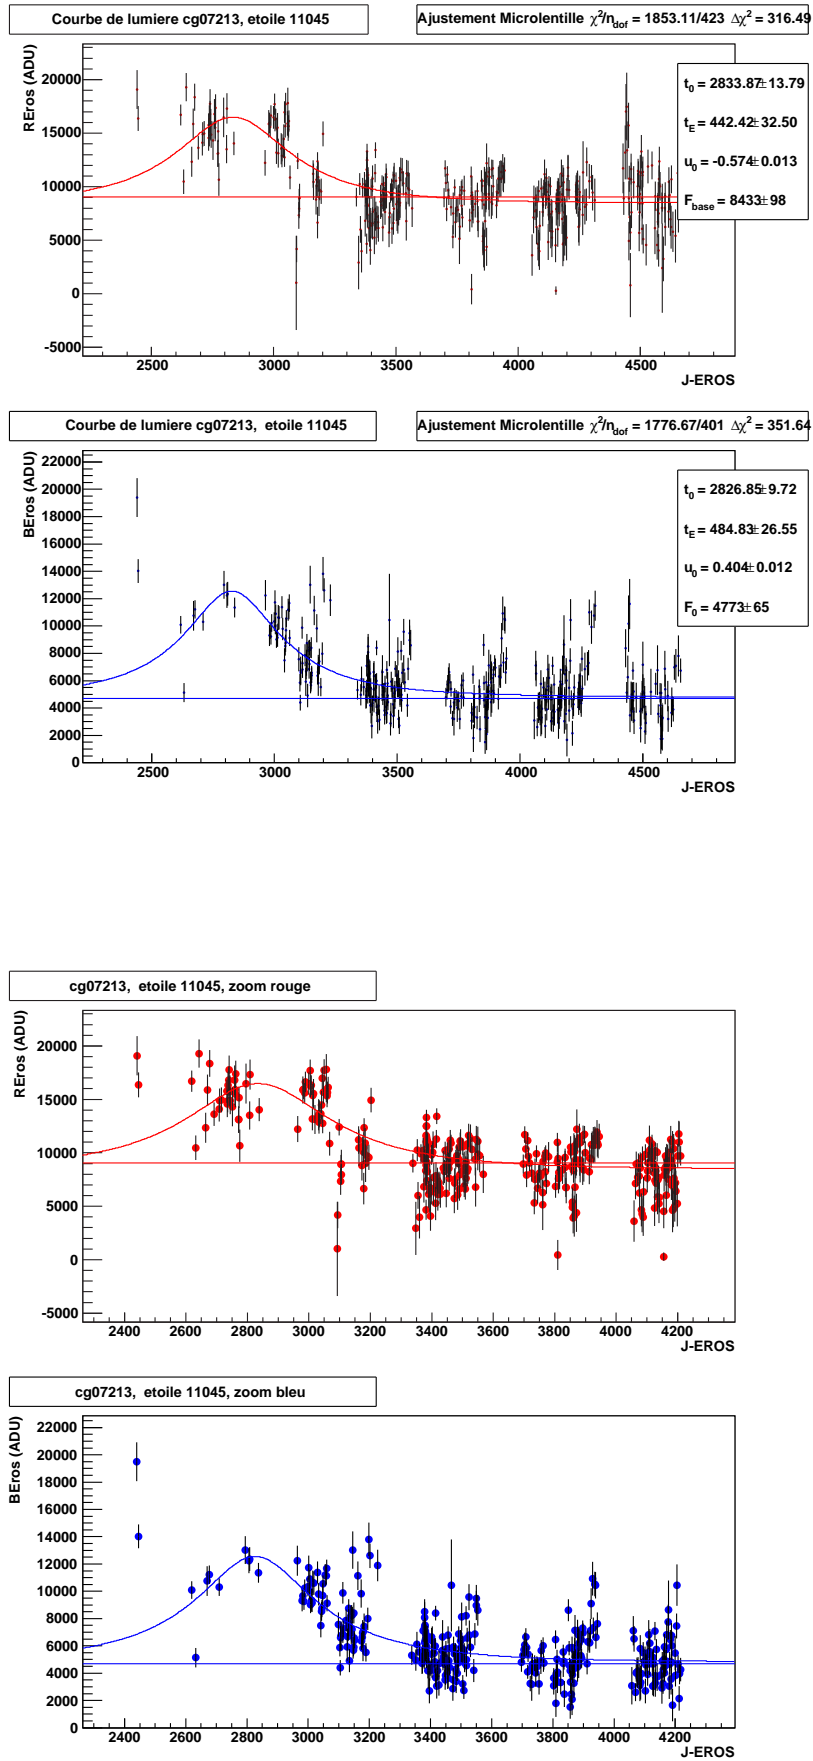 Courbe de lumiere cg07213, etoile 11045
Ajustement Microlentille χ²/n_dof = 1853.11/423 Δχ² = 316.49
REros (ADU)
20000
15000
10000
5000
0
-5000
2500 3000 3500 4000 4500
J-EROS
t_0 = 2833.87±13.79
t_E = 442.42±32.50
u_0 = -0.574±0.013
F_base = 8433±98
Courbe de lumiere cg07213, etoile 11045
Ajustement Microlentille χ²/n_dof = 1776.67/401 Δχ² = 351.64
BEros (ADU)
22000
20000
18000
16000
14000
12000
10000
8000
6000
4000
2000
0
2500 3000 3500 4000 4500
J-EROS
t_0 = 2826.85±9.72
t_E = 484.83±26.55
u_0 = 0.404±0.012
F_0 = 4773±65
cg07213, etoile 11045, zoom rouge
REros (ADU)
20000
15000
10000
5000
0
-5000
2400 2600 2800 3000 3200 3400 3600 3800 4000 4200
J-EROS
cg07213, etoile 11045, zoom bleu
BEros (ADU)
22000
20000
18000
16000
14000
12000
10000
8000
6000
4000
2000
0
2400 2600 2800 3000 3200 3400 3600 3800 4000 4200
J-EROS